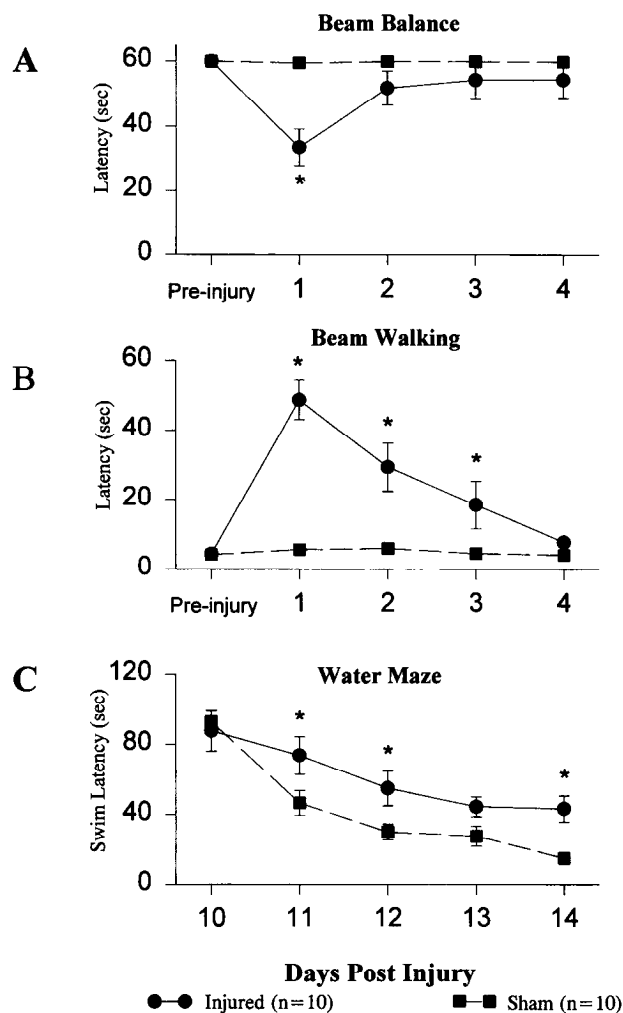 Beam Balance
A
60
40
20
0
Latency (sec)
*
Pre-injury 1 2 3 4
Beam Walking
B
60
40
20
0
Latency (sec)
* * *
Pre-injury 1 2 3 4
Water Maze
C
120
80
40
0
Swim Latency (sec)
* * *
10 11 12 13 14
Days Post Injury
Injured (n=10) Sham (n=10)